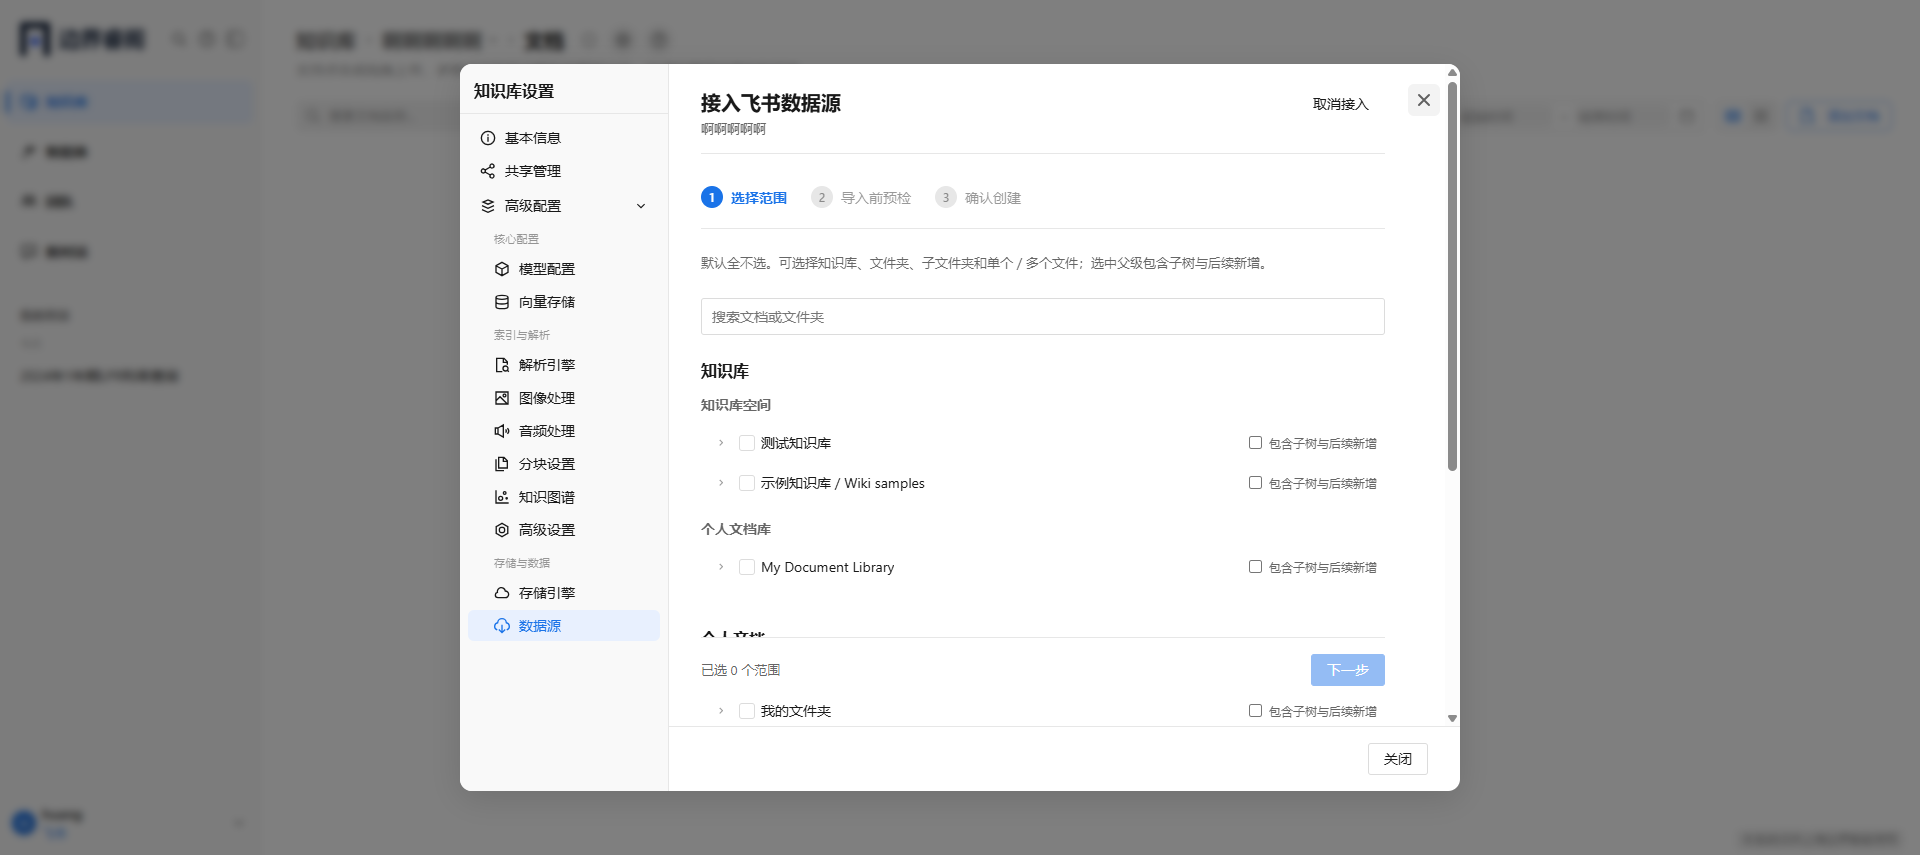 知识库设置
基本信息
共享管理
高级配置
核心配置
模型配置
向量存储
索引与解析
解析引擎
图像处理
音频处理
分块设置
知识图谱
高级设置
存储与数据
存储引擎
数据源
接入飞书数据源
取消接入
啊啊啊啊啊
1 选择范围 2 导入前预检 3 确认创建
默认全不选。可选择知识库、文件夹、子文件夹和单个 / 多个文件；选中父级包含子树与后续新增。
搜索文档或文件夹
知识库
知识库空间
测试知识库 包含子树与后续新增
示例知识库 / Wiki samples 包含子树与后续新增
个人文档库
My Document Library 包含子树与后续新增
个人文档
已选 0 个范围 下一步
我的文件夹 包含子树与后续新增
关闭